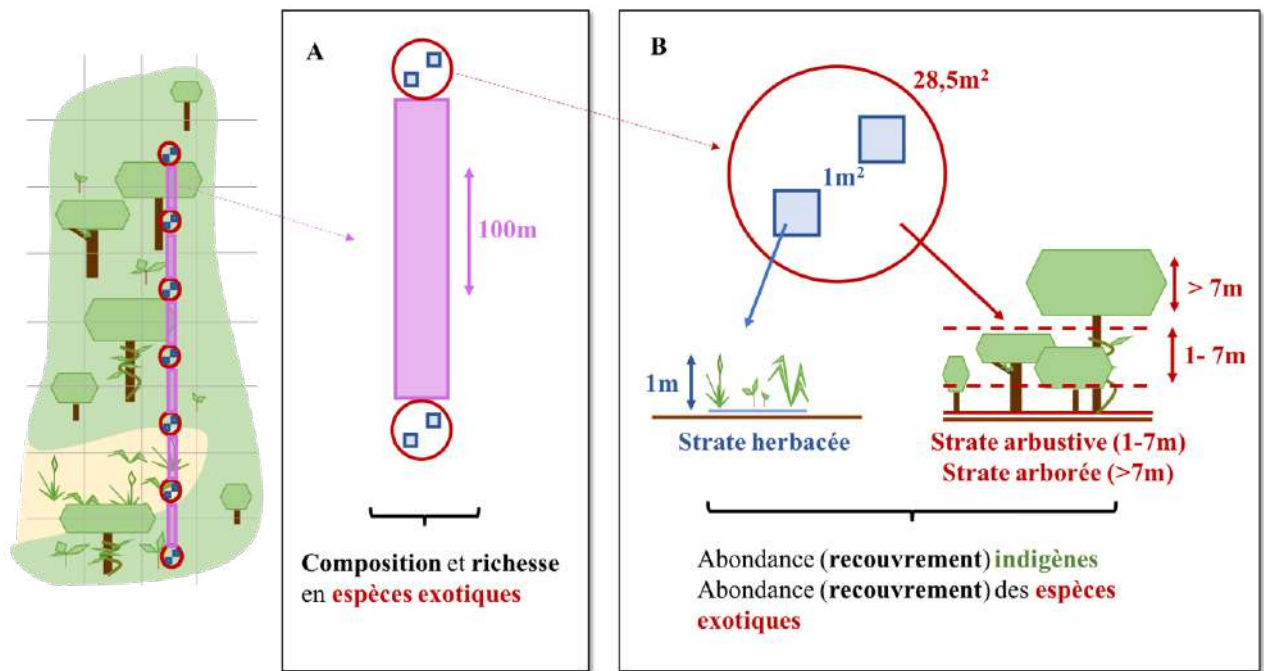 A
100m
Composition et richesse
en espèces exotiques
B
28,5m²
1m²
> 7m
1- 7m
1m
Strate herbacée
Strate arbustive (1-7m)
Strate arborée (>7m)
Abondance (recouvrement) indigènes
Abondance (recouvrement) des espèces
exotiques